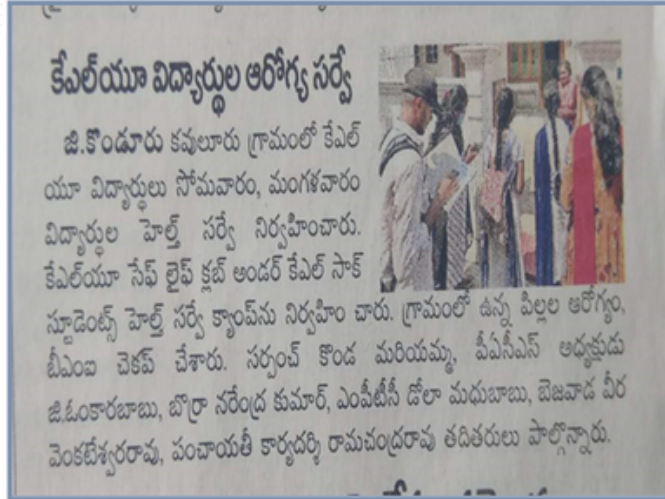 కేఎల్‌యూ విద్యార్థుల ఆరోగ్య సర్వే
జి.కొండూరు కవులూరు గ్రామంలో కేఎల్
యూ విద్యార్థులు సోమవారం, మంగళవారం
విద్యార్థుల హెల్త్ సర్వే నిర్వహించారు.
కేఎల్‌యూ సేఫ్ లైఫ్ క్లబ్ అండర్ కేఎల్ సాక్
స్టూడెంట్స్ హెల్త్ సర్వే క్యాంప్‌ను నిర్వహిం చారు. గ్రామంలో ఉన్న పిల్లల ఆరోగ్యం,
బీఎంఐ చెకప్ చేశారు. సర్పంచ్ కొండ మరియమ్మ, పీఏసీఎస్ అధ్యక్షుడు
జి.ఓంకారబాబు, బొర్రా నరేంద్ర కుమార్, ఎంపీటీసీ డోలా మధుబాబు, బెజవాడ వీర
వెంకటేశ్వరరావు, పంచాయతీ కార్యదర్శి రామచంద్రరావు తదితరులు పాల్గొన్నారు.